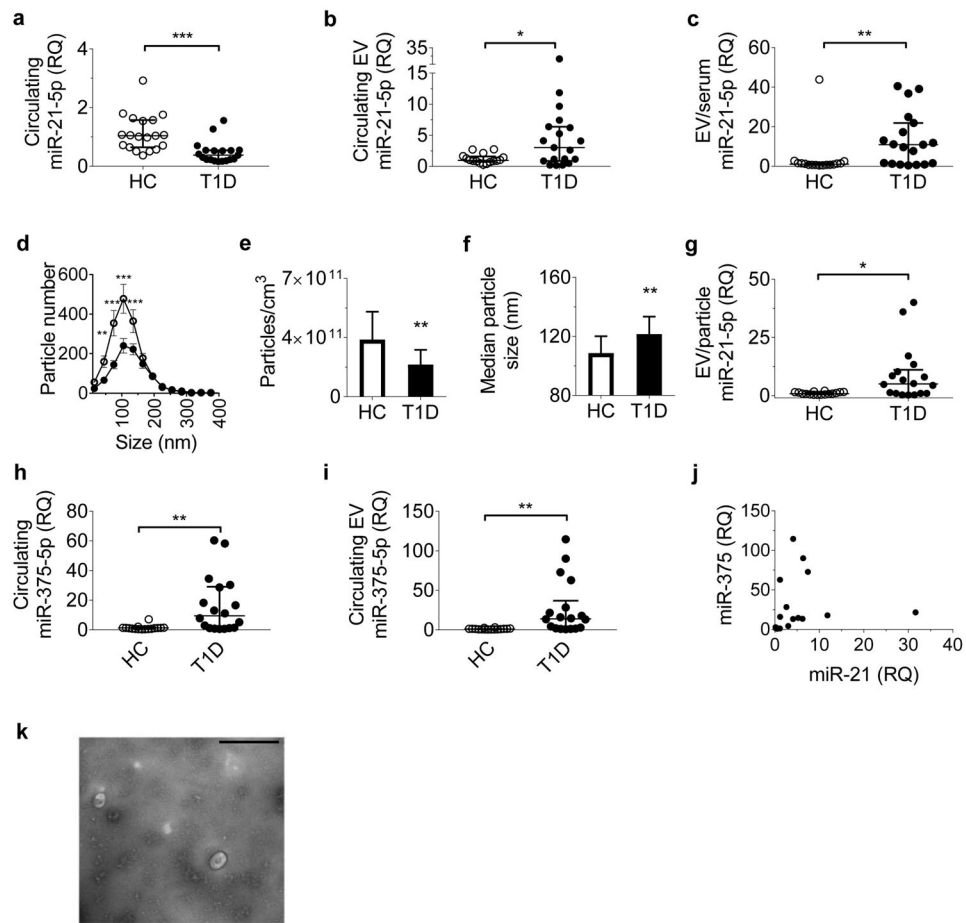 a
***
Circulating
miR-21-5p (RQ)
4
2
0
HC
T1D
b
*
Circulating EV
miR-21-5p (RQ)
35
15
15
10
5
0
HC
T1D
c
**
EV/serum
miR-21-5p (RQ)
60
40
20
0
HC
T1D
d
Particle number
600
400
200
0
**
***
***
***
0
100
200
300
400
Size (nm)
e
Particles/cm³
7× 10¹¹
4× 10¹¹
0
**
HC
T1D
f
Median particle
size (nm)
160
120
80
**
HC
T1D
g
*
EV/particle
miR-21-5p (RQ)
50
25
0
HC
T1D
h
**
Circulating
miR-375-5p (RQ)
80
60
40
20
0
HC
T1D
i
**
Circulating EV
miR-375-5p (RQ)
150
100
50
0
HC
T1D
j
miR-375 (RQ)
150
100
50
0
0
10
20
30
40
miR-21 (RQ)
k